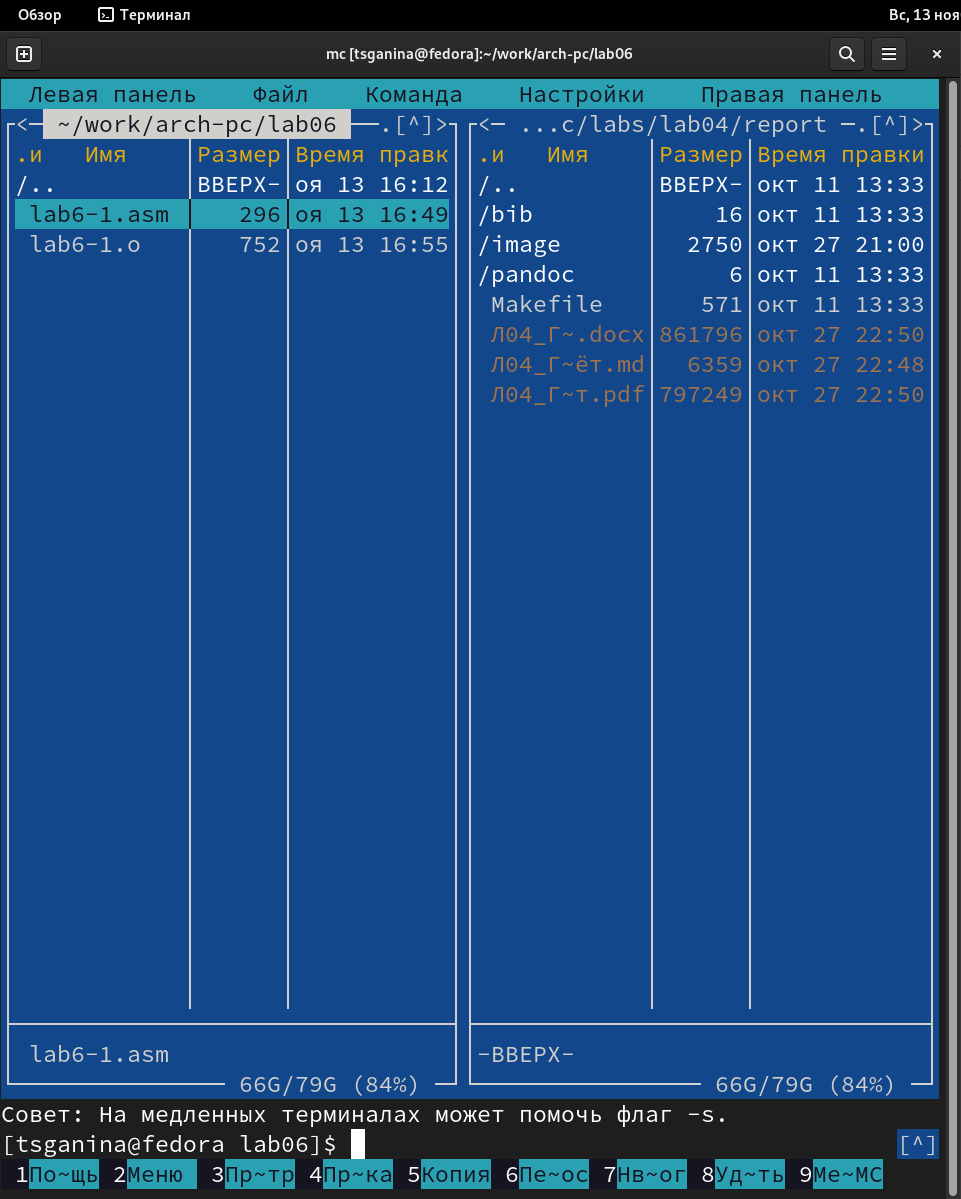 Обзор Терминал Вс, 13 ноя
mc [tsganina@fedora]:~/work/arch-pc/lab06
Левая панель Файл Команда Настройки Правая панель
<─ ~/work/arch-pc/lab06 ──.[^]> <─ ...c/labs/lab04/report ─.[^]>
.и Имя Размер Время правк .и Имя Размер Время правки
/.. ВВЕРХ- оя 13 16:12 /.. ВВЕРХ- окт 11 13:33
lab6-1.asm 296 оя 13 16:49 /bib 16 окт 11 13:33
lab6-1.o 752 оя 13 16:55 /image 2750 окт 27 21:00
/pandoc 6 окт 11 13:33
Makefile 571 окт 11 13:33
Л04_Г~.docx 861796 окт 27 22:50
Л04_Г~ёт.md 6359 окт 27 22:48
Л04_Г~т.pdf 797249 окт 27 22:50
lab6-1.asm -ВВЕРХ-
66G/79G (84%) 66G/79G (84%)
Совет: На медленных терминалах может помочь флаг -s.
[tsganina@fedora lab06]$ [^]
1По~щь 2Меню 3Пр~тр 4Пр~ка 5Копия 6Пе~ос 7Нв~ог 8Уд~ть 9Ме~МС